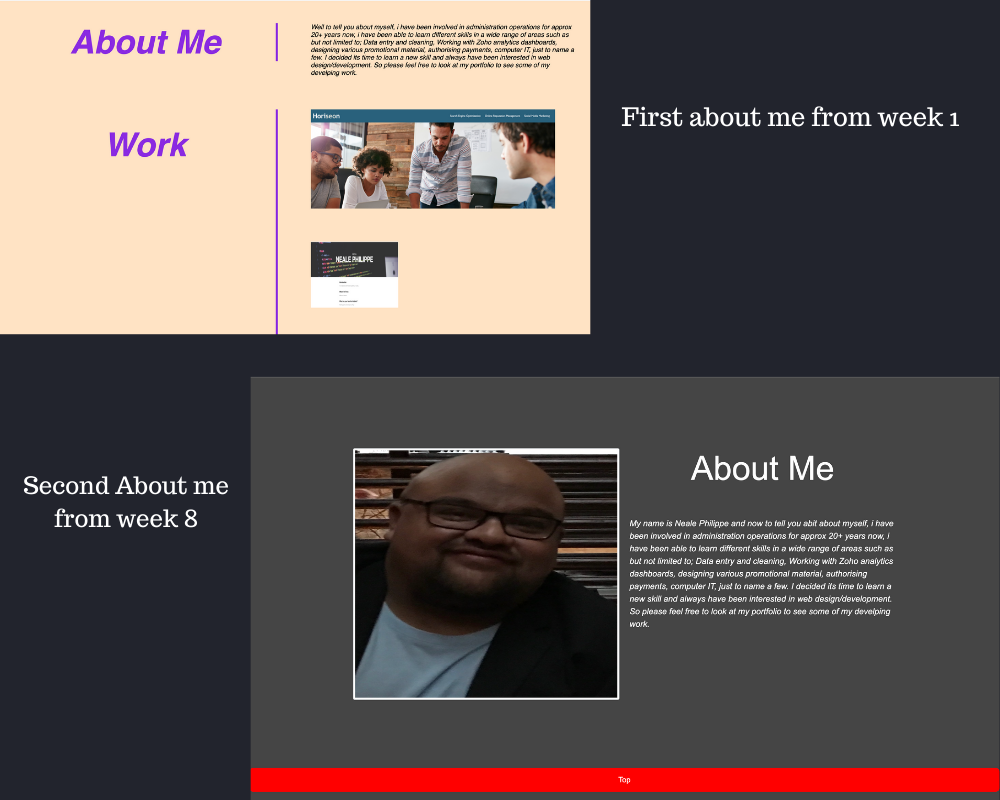 About Me
Well to tell you about myself, i have been involved in administration operations for approx
20+ years now, i have been able to learn different skills in a wide range of areas such as
but not limited to; Data entry and cleaning, Working with Zoho analytics dashboards,
designing various promotional material, authorising payments, computer IT, just to name a
few. I decided its time to learn a new skill and always have been interested in web
design/development. So please feel free to look at my portfolio to see some of my
develping work.
Work
Horiseon
Search Engine Optimization Online Reputation Management Social Media Marketing
NEALE PHILIPPE
First about me from week 1
Second About me
from week 8
About Me
My name is Neale Philippe and now to tell you abit about myself, i have
been involved in administration operations for approx 20+ years now, i
have been able to learn different skills in a wide range of areas such as
but not limited to; Data entry and cleaning, Working with Zoho analytics
dashboards, designing various promotional material, authorising
payments, computer IT, just to name a few. I decided its time to learn a
new skill and always have been interested in web design/development.
So please feel free to look at my portfolio to see some of my develping
work.
Top